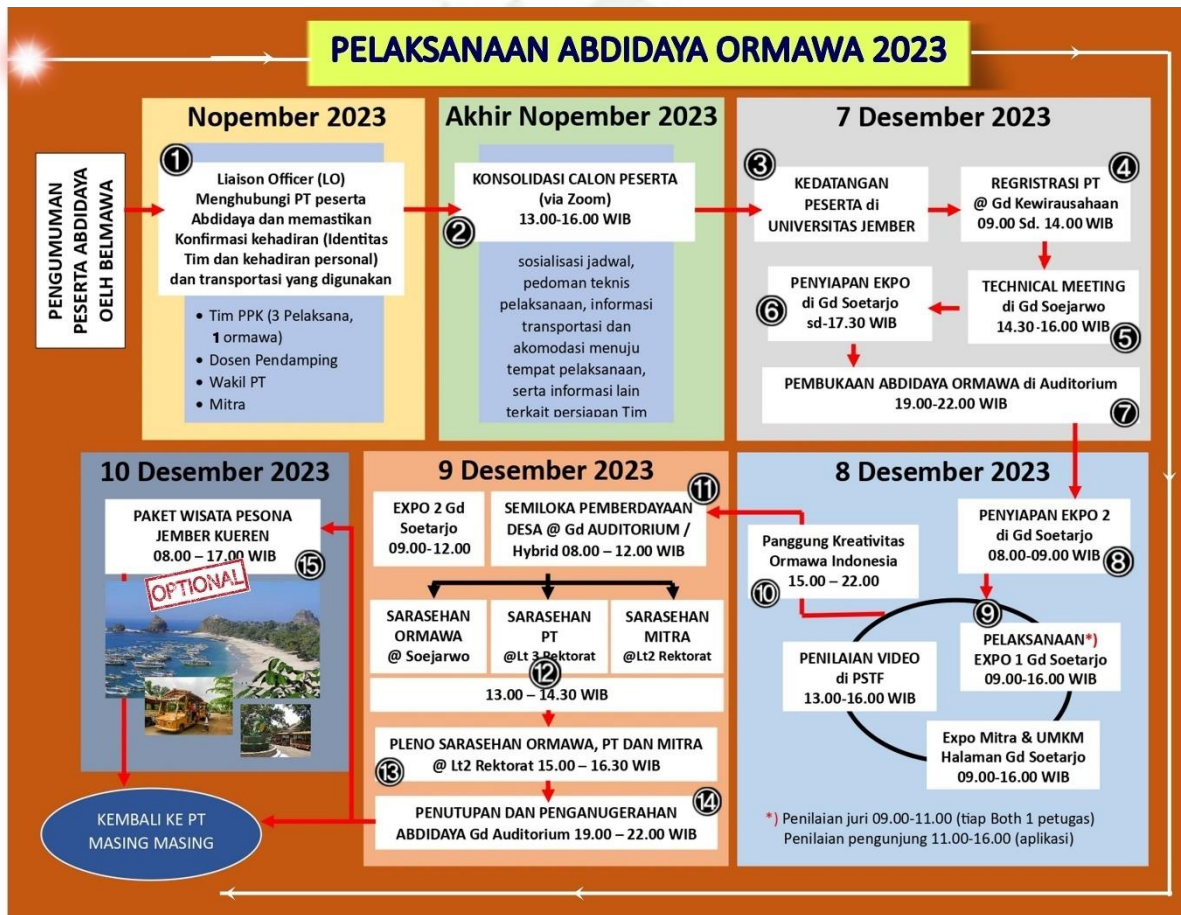 PELAKSANAAN ABDIDAYA ORMAWA 2023
PENGUMUMAN
PESERTA ABDIDAYA
OELH BELMAWA
Nopember 2023
1
Liaison Officer (LO)
Menghubungi PT peserta
Abdidaya dan memastikan
Konfirmasi kehadiran (Identitas
Tim dan kehadiran personal)
dan transportasi yang digunakan
• Tim PPK (3 Pelaksana,
1 ormawa)
• Dosen Pendamping
• Wakil PT
• Mitra
Akhir Nopember 2023
KONSOLIDASI CALON PESERTA
(via Zoom)
13.00-16.00 WIB
2
sosialisasi jadwal,
pedoman teknis
pelaksanaan, informasi
transportasi dan
akomodasi menuju
tempat pelaksanaan,
serta informasi lain
terkait persiapan Tim
7 Desember 2023
3
KEDATANGAN
PESERTA di
UNIVERSITAS JEMBER
4
REGRISTRASI PT
@ Gd Kewirausahaan
09.00 Sd. 14.00 WIB
TECHNICAL MEETING
di Gd Soejarwo
14.30-16.00 WIB
5
PENYIAPAN EKPO
di Gd Soetarjo
sd-17.30 WIB
6
PEMBUKAAN ABDIDAYA ORMAWA di Auditorium
19.00-22.00 WIB
7
8 Desember 2023
PENYIAPAN EKPO 2
di Gd Soetarjo
08.00-09.00 WIB
8
9
PELAKSANAAN*)
EXPO 1 Gd Soetarjo
09.00-16.00 WIB
Expo Mitra & UMKM
Halaman Gd Soetarjo
09.00-16.00 WIB
PENILAIAN VIDEO
di PSTF
13.00-16.00 WIB
Panggung Kreativitas
Ormawa Indonesia
15.00 – 22.00
10
*) Penilaian juri 09.00-11.00 (tiap Both 1 petugas)
Penilaian pengunjung 11.00-16.00 (aplikasi)
9 Desember 2023
11
EXPO 2 Gd
Soetarjo
09.00-12.00
SEMILOKA PEMBERDAYAAN
DESA @ Gd AUDITORIUM /
Hybrid 08.00 – 12.00 WIB
SARASEHAN
ORMAWA
@ Soejarwo
SARASEHAN
PT
@Lt 3 Rektorat
SARASEHAN
MITRA
@Lt2 Rektorat
12
13.00 – 14.30 WIB
PLENO SARASEHAN ORMAWA, PT DAN MITRA
@ Lt2 Rektorat 15.00 – 16.30 WIB
13
PENUTUPAN DAN PENGANUGERAHAN
ABDIDAYA Gd Auditorium 19.00 – 22.00 WIB
14
10 Desember 2023
PAKET WISATA PESONA
JEMBER KUEREN
08.00 – 17.00 WIB
15
OPTIONAL
KEMBALI KE PT
MASING MASING